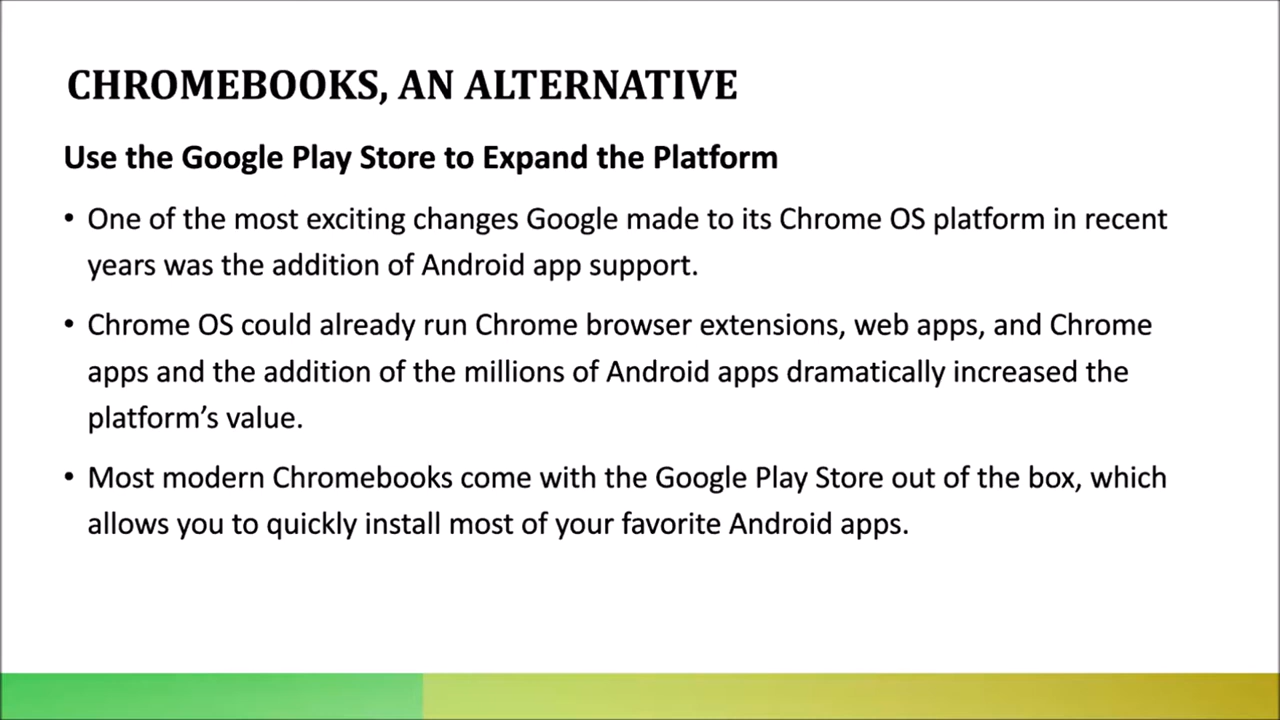 CHROMEBOOKS, AN ALTERNATIVE
Use the Google Play Store to Expand the Platform
• One of the most exciting changes Google made to its Chrome OS platform in recent
years was the addition of Android app support.
• Chrome OS could already run Chrome browser extensions, web apps, and Chrome
apps and the addition of the millions of Android apps dramatically increased the
platform’s value.
• Most modern Chromebooks come with the Google Play Store out of the box, which
allows you to quickly install most of your favorite Android apps.